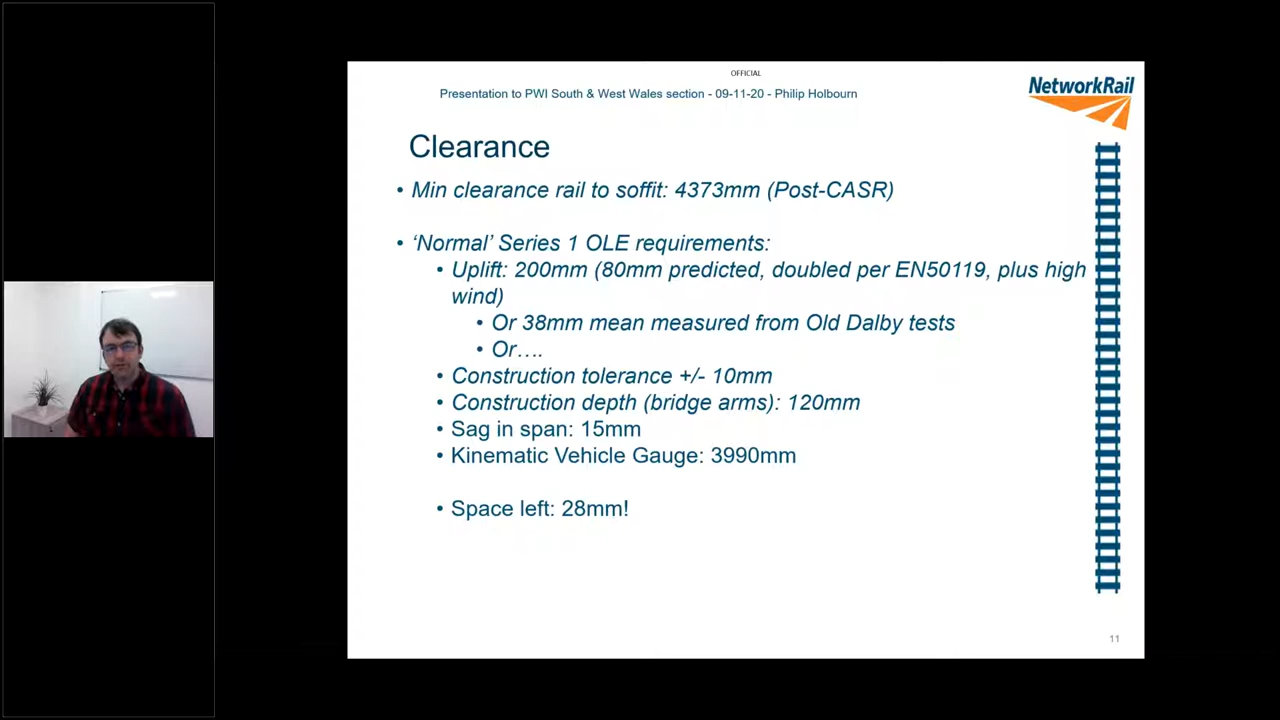 OFFICIAL
Presentation to PWI South & West Wales section - 09-11-20 - Philip Holbourn
NetworkRail
Clearance
• Min clearance rail to soffit: 4373mm (Post-CASR)
• ‘Normal’ Series 1 OLE requirements:
• Uplift: 200mm (80mm predicted, doubled per EN50119, plus high
wind)
• Or 38mm mean measured from Old Dalby tests
• Or….
• Construction tolerance +/- 10mm
• Construction depth (bridge arms): 120mm
• Sag in span: 15mm
• Kinematic Vehicle Gauge: 3990mm
• Space left: 28mm!
11